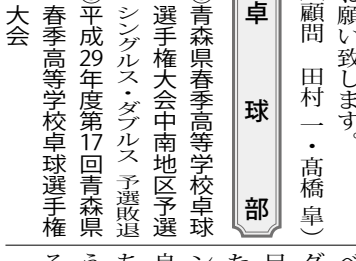 お願い致します。
顧問 田村 一・髙橋 皐)
卓球部
青森県春季高等学校卓球
選手権大会中南地区予選
シングルス・ダブルス 予選敗退
平成29年度第17回青森県
春季高等学校卓球選手権
大会